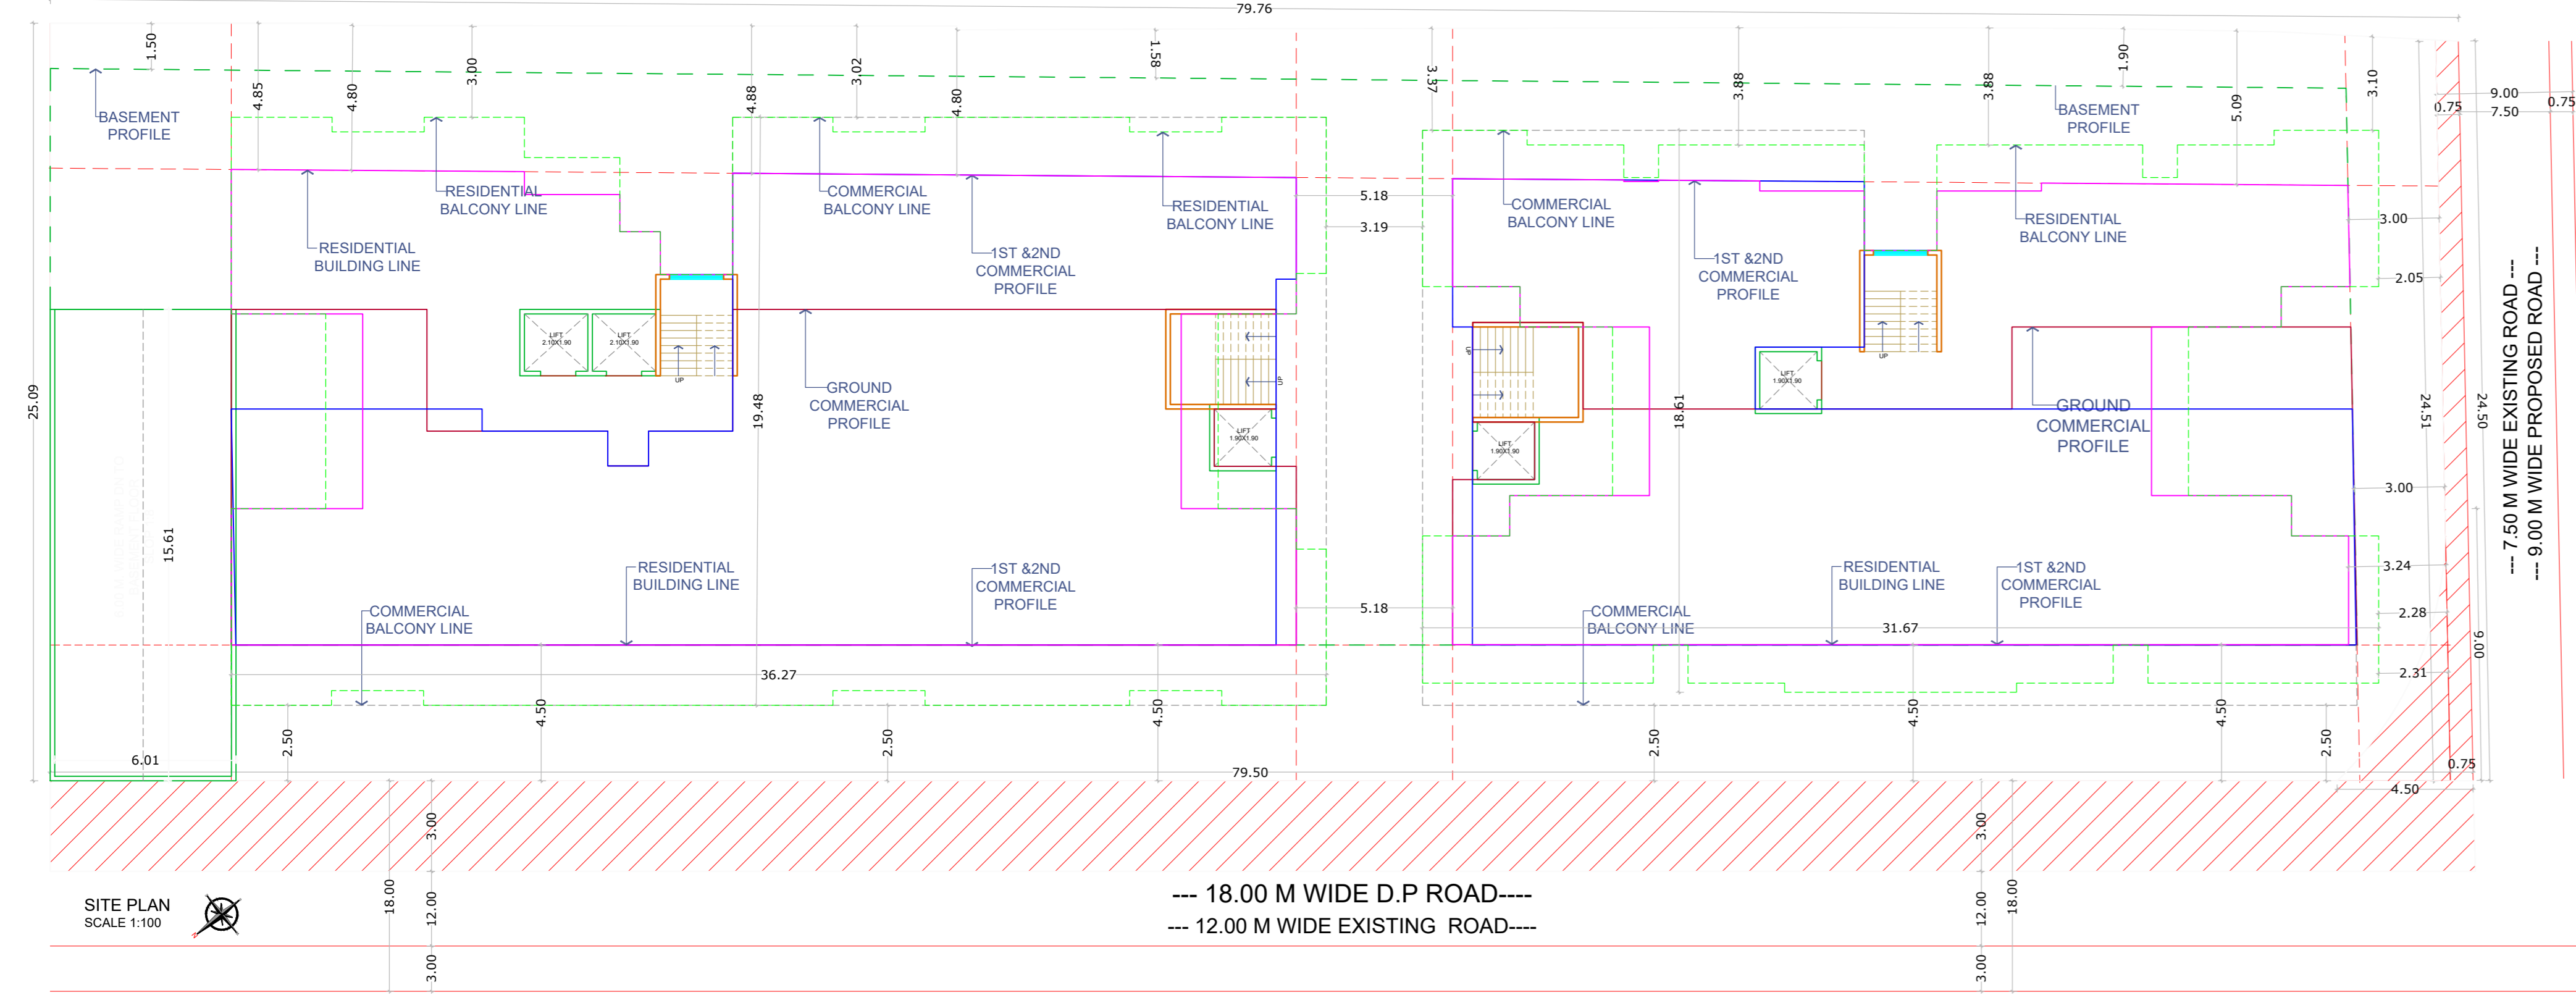 79.76
1.50
4.85
4.80
3.00
4.88
3.02
4.80
1.58
3.37
3.88
3.88
1.90
5.09
3.10
0.75
9.00
7.50
0.75
BASEMENT
PROFILE
BASEMENT
PROFILE
RESIDENTIAL
BALCONY LINE
COMMERCIAL
BALCONY LINE
RESIDENTIAL
BALCONY LINE
5.18
3.19
COMMERCIAL
BALCONY LINE
RESIDENTIAL
BALCONY LINE
3.00
2.05
RESIDENTIAL
BUILDING LINE
1ST &2ND
COMMERCIAL
PROFILE
1ST &2ND
COMMERCIAL
PROFILE
LIFT
2.10X1.90
LIFT
2.10X1.90
UP
UP
UP
UP
LIFT
1.90X1.90
GROUND
COMMERCIAL
PROFILE
GROUND
COMMERCIAL
PROFILE
LIFT
1.90X1.90
LIFT
1.90X1.90
25.09
19.48
18.61
24.51
24.50
--- 7.50 M WIDE EXISTING ROAD ---
--- 9.00 M WIDE PROPOSED ROAD ---
15.61
3.00
3.24
2.28
9.00
2.31
RESIDENTIAL
BUILDING LINE
1ST &2ND
COMMERCIAL
PROFILE
RESIDENTIAL
BUILDING LINE
1ST &2ND
COMMERCIAL
PROFILE
COMMERCIAL
BALCONY LINE
5.18
COMMERCIAL
BALCONY LINE
31.67
36.27
6.01
2.50
4.50
2.50
4.50
79.50
2.50
4.50
4.50
2.50
0.75
4.50
3.00
3.00
18.00
12.00
3.00
12.00
18.00
3.00
--- 18.00 M WIDE D.P ROAD----
--- 12.00 M WIDE EXISTING ROAD----
SITE PLAN
SCALE 1:100
N